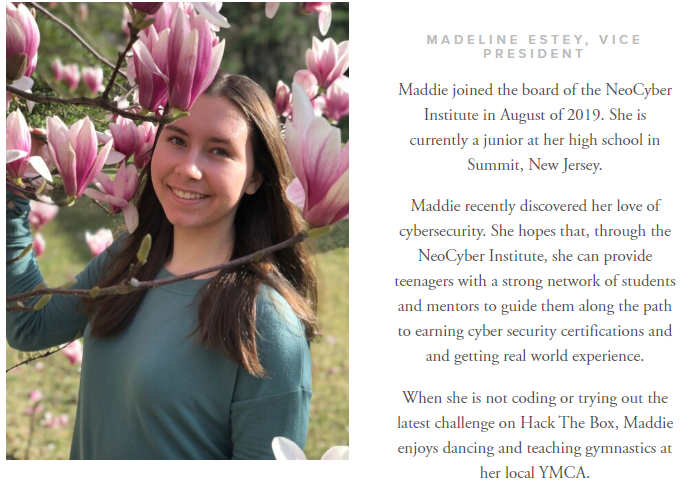 MADELINE ESTEY, VICE
PRESIDENT
Maddie joined the board of the NeoCyber
Institute in August of 2019. She is
currently a junior at her high school in
Summit, New Jersey.
Maddie recently discovered her love of
cybersecurity. She hopes that, through the
NeoCyber Institute, she can provide
teenagers with a strong network of students
and mentors to guide them along the path
to earning cyber security certifications and
and getting real world experience.
When she is not coding or trying out the
latest challenge on Hack The Box, Maddie
enjoys dancing and teaching gymnastics at
her local YMCA.